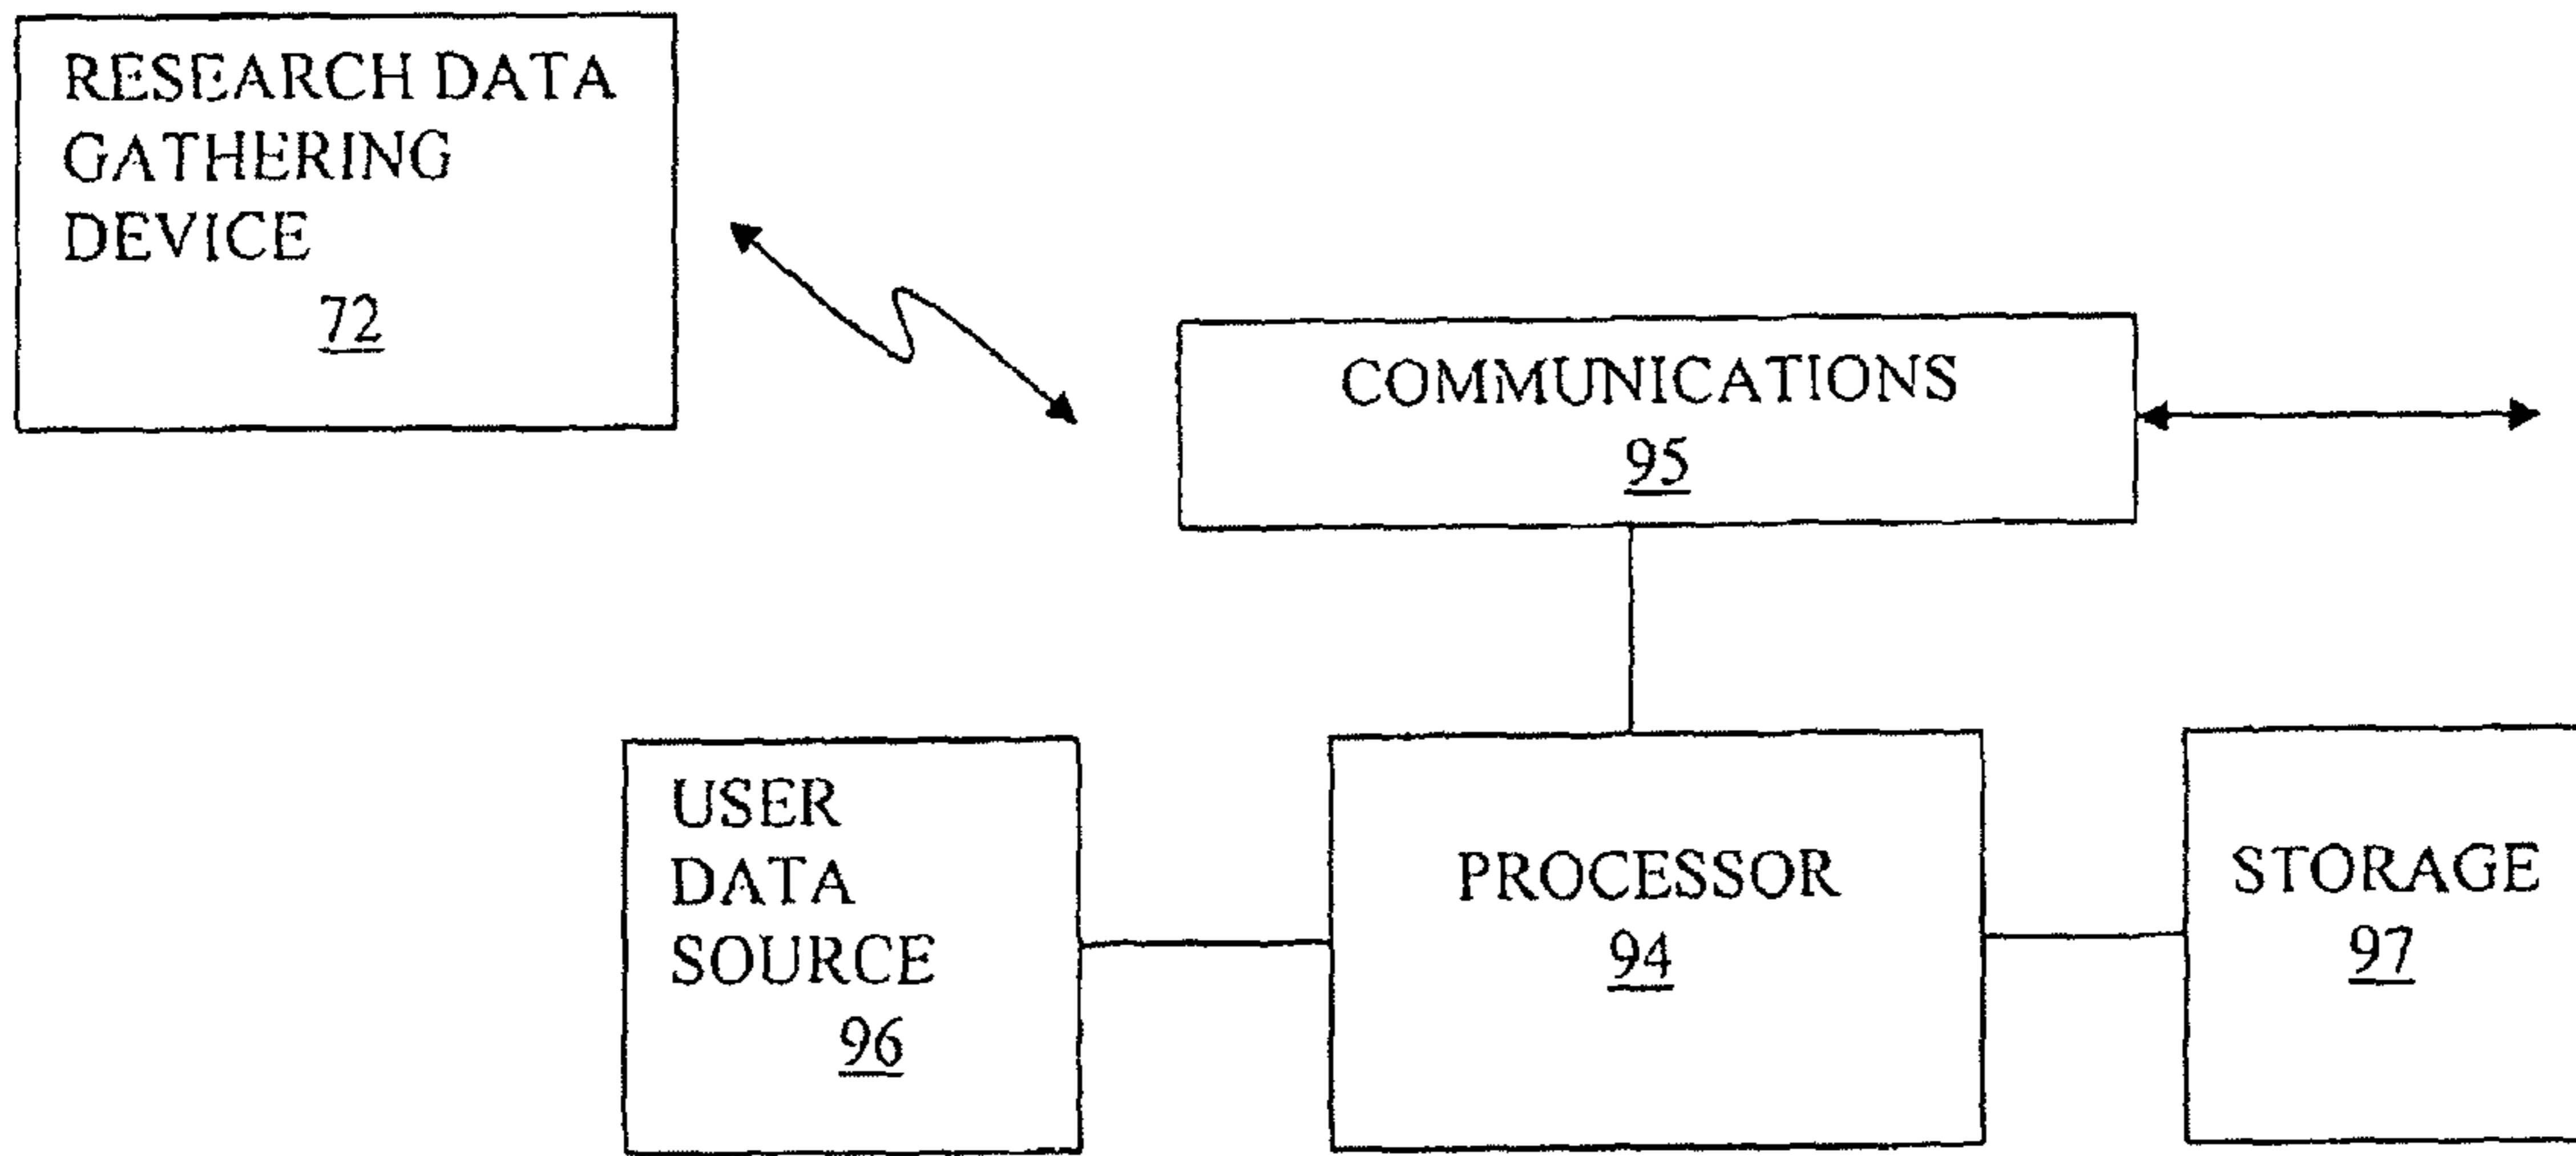 RESEARCH DATA
GATHERING
DEVICE
72
COMMUNICATIONS
95
USER
DATA
SOURCE
96
PROCESSOR
94
STORAGE
97